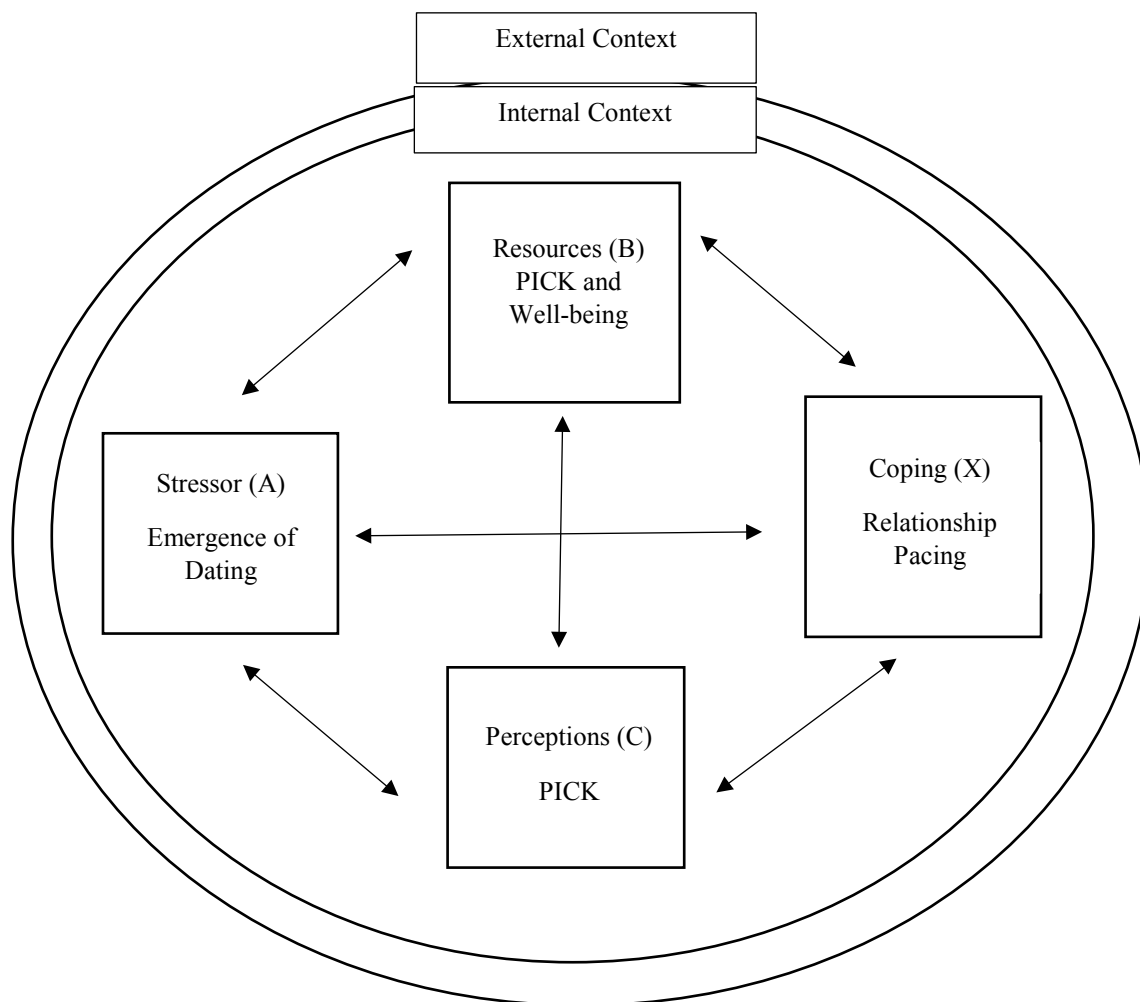 External Context
Internal Context
Resources (B)
PICK and
Well-being
Stressor (A)
Emergence of
Dating
Coping (X)
Relationship
Pacing
Perceptions (C)
PICK